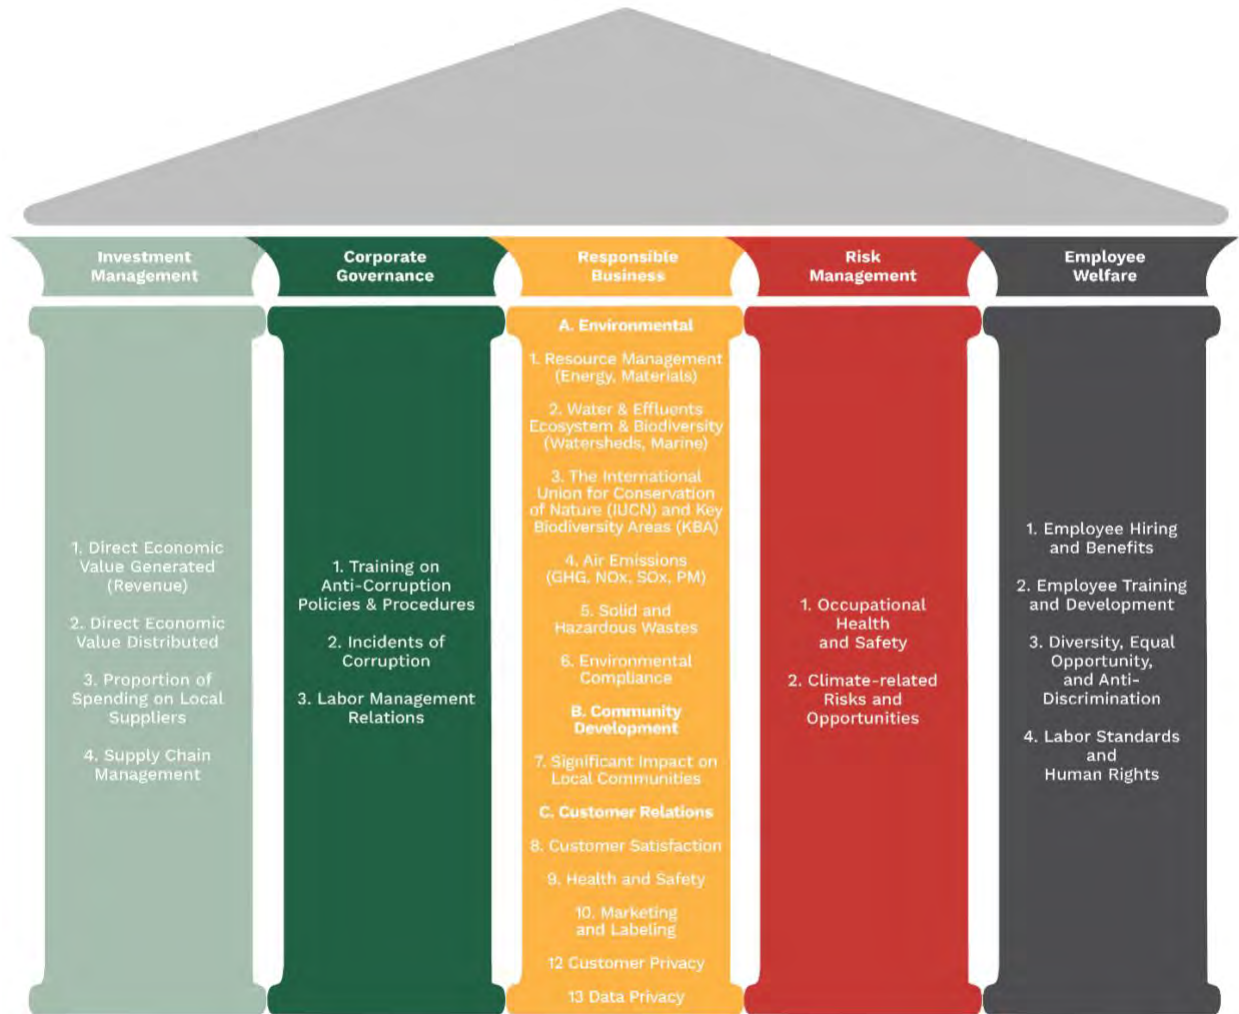 Investment
Management
1. Direct Economic
Value Generated
(Revenue)
2. Direct Economic
Value Distributed
3. Proportion of
Spending on Local
Suppliers
4. Supply Chain
Management
Corporate
Governance
1. Training on
Anti-Corruption
Policies & Procedures
2. Incidents of
Corruption
3. Labor Management
Relations
Responsible
Business
A. Environmental
1. Resource Management
(Energy, Materials)
2. Water & Effluents
Ecosystem & Biodiversity
(Watersheds, Marine)
3. The International
Union for Conservation
of Nature (IUCN) and Key
Biodiversity Areas (KBA)
4. Air Emissions
(GHG, NOx, SOx, PM)
5. Solid and
Hazardous Wastes
6. Environmental
Compliance
B. Community
Development
7. Significant Impact on
Local Communities
C. Customer Relations
8. Customer Satisfaction
9. Health and Safety
10. Marketing
and Labeling
12 Customer Privacy
13 Data Privacy
Risk
Management
1. Occupational
Health
and Safety
2. Climate-related
Risks and
Opportunities
Employee
Welfare
1. Employee Hiring
and Benefits
2. Employee Training
and Development
3. Diversity, Equal
Opportunity,
and Anti-
Discrimination
4. Labor Standards
and
Human Rights